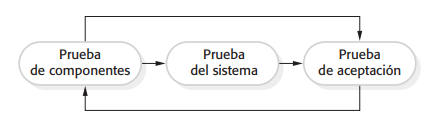 Prueba
de componentes
Prueba
del sistema
Prueba
de aceptación